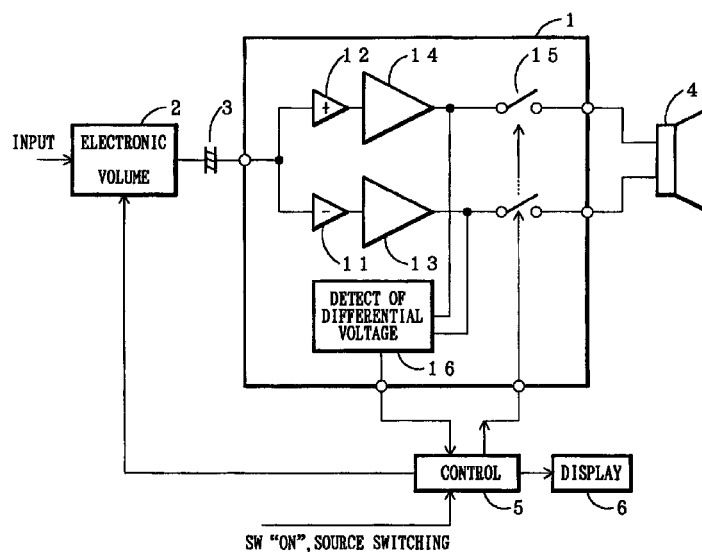 1
12
14
15
4
2
3
INPUT
ELECTRONIC
VOLUME
+
-
11
13
DETECT OF
DIFFERENTIAL
VOLTAGE
16
CONTROL
DISPLAY
5
6
SW "ON",SOURCE SWITCHING